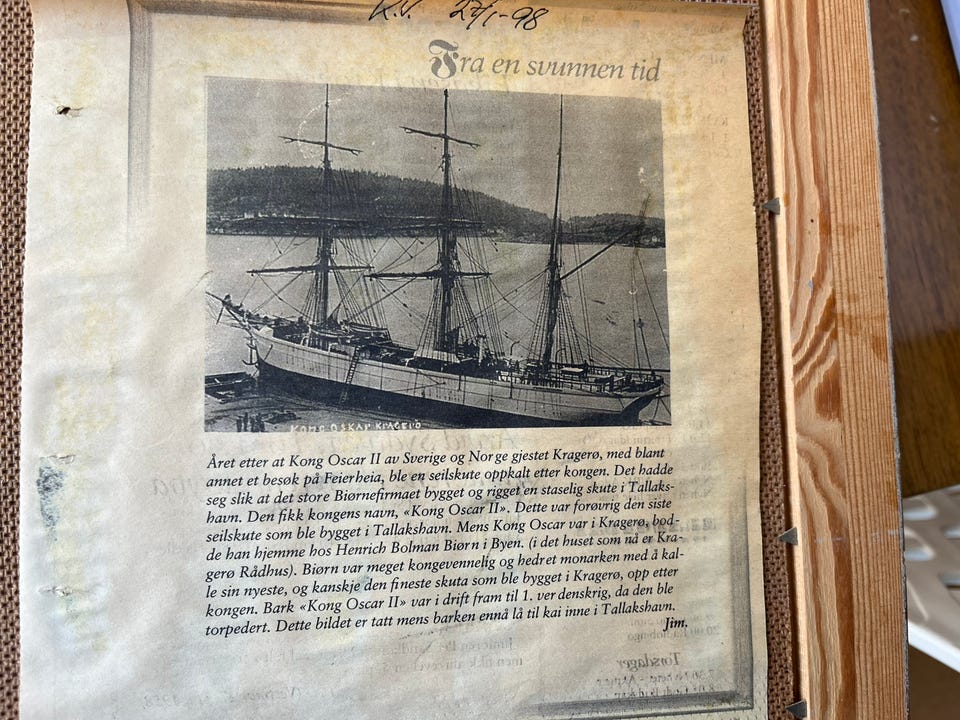 K.V. 27/1-98
Fra en svunnen tid
KONG OSKAR KRAGERØ
Året etter at Kong Oscar II av Sverige og Norge gjestet Kragerø, med blant
annet et besøk på Feierheia, ble en seilskute oppkalt etter kongen. Det hadde
seg slik at det store Biørnefirmaet bygget og rigget en staselig skute i Tallaks-
havn. Den fikk kongens navn, «Kong Oscar II». Dette var forøvrig den siste
seilskute som ble bygget i Tallakshavn. Mens Kong Oscar var i Kragerø, bod-
de han hjemme hos Henrich Bolman Biørn i Byen. (i det huset som nå er Kra-
gerø Rådhus). Biørn var meget kongevennelig og hedret monarken med å kal-
le sin nyeste, og kanskje den fineste skuta som ble bygget i Kragerø, opp etter
kongen. Bark «Kong Oscar II» var i drift fram til 1. verdenskrig, da den ble
torpedert. Dette bildet er tatt mens barken ennå lå til kai inne i Tallakshavn.
Jim.
Torsdager